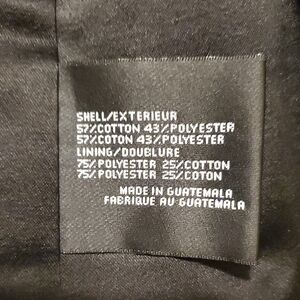 SHELL/EXTERIEUR
57%COTTON 43%POLYESTER
57%COTON 43%POLYESTER
LINING/DOUBLURE
75%POLYESTER 25%COTTON
75%POLYESTER 25%COTON
MADE IN GUATEMALA
FABRIQUE AU GUATEMALA